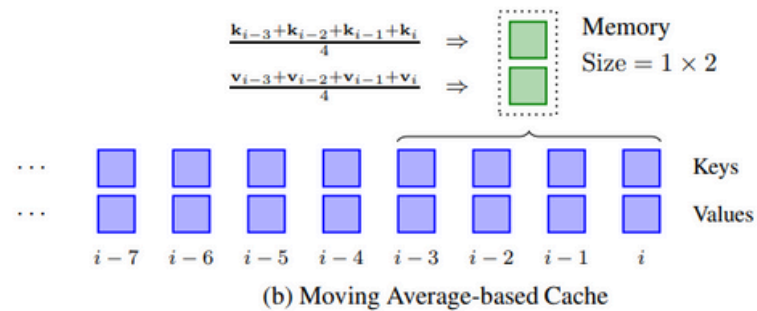 (k_{i-3}+k_{i-2}+k_{i-1}+k_i)/4 ⇒
Memory
(v_{i-3}+v_{i-2}+v_{i-1}+v_i)/4 ⇒
Size = 1 × 2
··· Keys
··· Values
i − 7 i − 6 i − 5 i − 4 i − 3 i − 2 i − 1 i
(b) Moving Average-based Cache